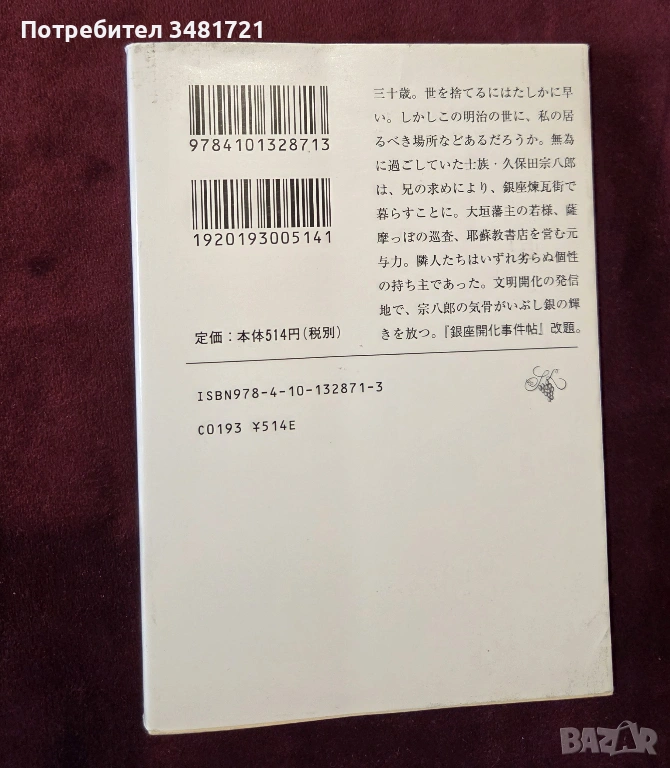 Потребител 3481721
9784101328713
1920193005141
定価：本体514円(税別)
三十歳。世を捨てるにはたしかに早
い。しかしこの明治の世に、私の居
るべき場所などあるだろうか。無為
に過ごしていた士族・久保田宗八郎
は、兄の求めにより、銀座煉瓦街で
暮らすことに。大垣藩主の若様、薩
摩っぽの巡査、耶蘇教書店を営む元
与力。隣人たちはいずれ劣らぬ個性
の持ち主であった。文明開化の発信
地で、宗八郎の気骨がいぶし銀の輝
きを放つ。『銀座開化事件帖』改題。
ISBN978-4-10-132871-3
C0193 ¥514E
BAZAR